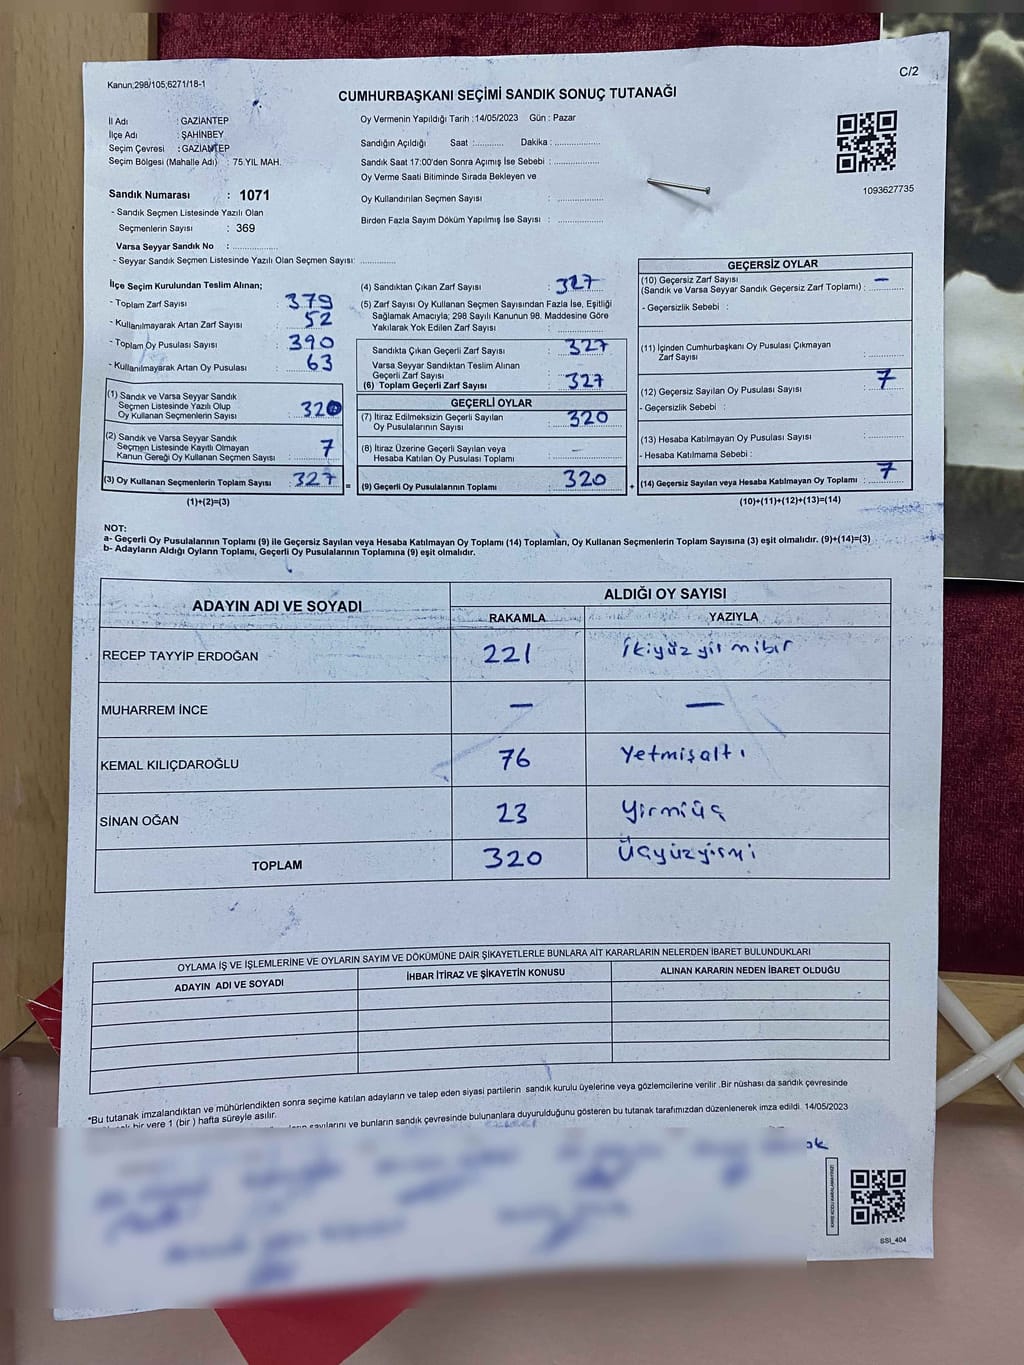 Kanun;298/105;6271/18-1
C/2
CUMHURBAŞKANI SEÇİMİ SANDIK SONUÇ TUTANAĞI
İl Adı : GAZİANTEP
İlçe Adı : ŞAHİNBEY
Seçim Çevresi : GAZİANTEP
Seçim Bölgesi (Mahalle Adı) : 75.YIL MAH.
Sandık Numarası : 1071
- Sandık Seçmen Listesinde Yazılı Olan
Seçmenlerin Sayısı : 369
Varsa Seyyar Sandık No : ..............
- Seyyar Sandık Seçmen Listesinde Yazılı Olan Seçmen Sayısı: ............
Oy Vermenin Yapıldığı Tarih :14/05/2023 Gün : Pazar
Sandığın Açıldığı Saat :.......... Dakika : ..............
Sandık Saat 17:00'den Sonra Açımış İse Sebebi : ..............
Oy Verme Saati Bitiminde Sırada Bekleyen ve
Oy Kullandırılan Seçmen Sayısı : ..............
Birden Fazla Sayım Döküm Yapılmış İse Sayısı : ..............
1093627735
İlçe Seçim Kurulundan Teslim Alınan;
- Toplam Zarf Sayısı : 379
- Kullanılmayarak Artan Zarf Sayısı : 52
- Toplam Oy Pusulası Sayısı : 390
- Kullanılmayarak Artan Oy Pusulası : 63
(1) Sandık ve Varsa Seyyar Sandık
Seçmen Listesinde Yazılı Olup
Oy Kullanan Seçmenlerin Sayısı : 320
(2) Sandık ve Varsa Seyyar Sandık
Seçmen Listesinde Kayıtlı Olmayan
Kanun Gereği Oy Kullanan Seçmen Sayısı : 7
(3) Oy Kullanan Seçmenlerin Toplam Sayısı : 327
(1)+(2)=(3)
=
(4) Sandıktan Çıkan Zarf Sayısı : 327
(5) Zarf Sayısı Oy Kullanan Seçmen Sayısından Fazla İse, Eşitliği
Sağlamak Amacıyla; 298 Sayılı Kanunun 98. Maddesine Göre
Yakılarak Yok Edilen Zarf Sayısı : ..............
Sandıkta Çıkan Geçerli Zarf Sayısı : 327
Varsa Seyyar Sandıktan Teslim Alınan
Geçerli Zarf Sayısı
(6) Toplam Geçerli Zarf Sayısı : 327
GEÇERLİ OYLAR
(7) İtiraz Edilmeksizin Geçerli Sayılan
Oy Pusulalarının Sayısı : 320
(8) İtiraz Üzerine Geçerli Sayılan veya
Hesaba Katılan Oy Pusulası Toplamı : —
(9) Geçerli Oy Pusulalarının Toplamı : 320
+
GEÇERSİZ OYLAR
(10) Geçersiz Zarf Sayısı
(Sandık ve Varsa Seyyar Sandık Geçersiz Zarf Toplamı) : —
- Geçersizlik Sebebi :
(11) İçinden Cumhurbaşkanı Oy Pusulası Çıkmayan
Zarf Sayısı : ............
(12) Geçersiz Sayılan Oy Pusulası Sayısı : 7
- Geçersizlik Sebebi :
(13) Hesaba Katılmayan Oy Pusulası Sayısı : ............
- Hesaba Katılmama Sebebi :
(14) Geçersiz Sayılan veya Hesaba Katılmayan Oy Toplamı : 7
(10)+(11)+(12)+(13)=(14)
NOT:
a- Geçerli Oy Pusulalarının Toplamı (9) ile Geçersiz Sayılan veya Hesaba Katılmayan Oy Toplamı (14) Toplamları, Oy Kullanan Seçmenlerin Toplam Sayısına (3) eşit olmalıdır. (9)+(14)=(3)
b- Adayların Aldığı Oyların Toplamı, Geçerli Oy Pusulalarının Toplamına (9) eşit olmalıdır.
ADAYIN ADI VE SOYADI
ALDIĞI OY SAYISI
RAKAMLA YAZIYLA
RECEP TAYYİP ERDOĞAN 221 ikiyüzyirmibir
MUHARREM İNCE — —
KEMAL KILIÇDAROĞLU 76 Yetmişaltı
SİNAN OĞAN 23 Yirmiüç
TOPLAM 320 Üçyüzyirmi
OYLAMA İŞ VE İŞLEMLERİNE VE OYLARIN SAYIM VE DÖKÜMÜNE DAİR ŞİKAYETLERLE BUNLARA AİT KARARLARIN NELERDEN İBARET BULUNDUKLARI
ADAYIN ADI VE SOYADI
İHBAR İTİRAZ VE ŞİKAYETİN KONUSU
ALINAN KARARIN NEDEN İBARET OLDUĞU
*Bu tutanak imzalandıktan ve mühürlendikten sonra seçime katılan adayların ve talep eden siyasi partilerin sandık kurulu üyelerine veya gözlemcilerine verilir .Bir nüshası da sandık çevresinde
bir yere 1 (bir ) hafta süreyle asılır.
sayılarını ve bunların sandık çevresinde bulunanlara duyurulduğunu gösteren bu tutanak tarafımızdan düzenlenerek imza edildi. 14/05/2023
SSİ_404